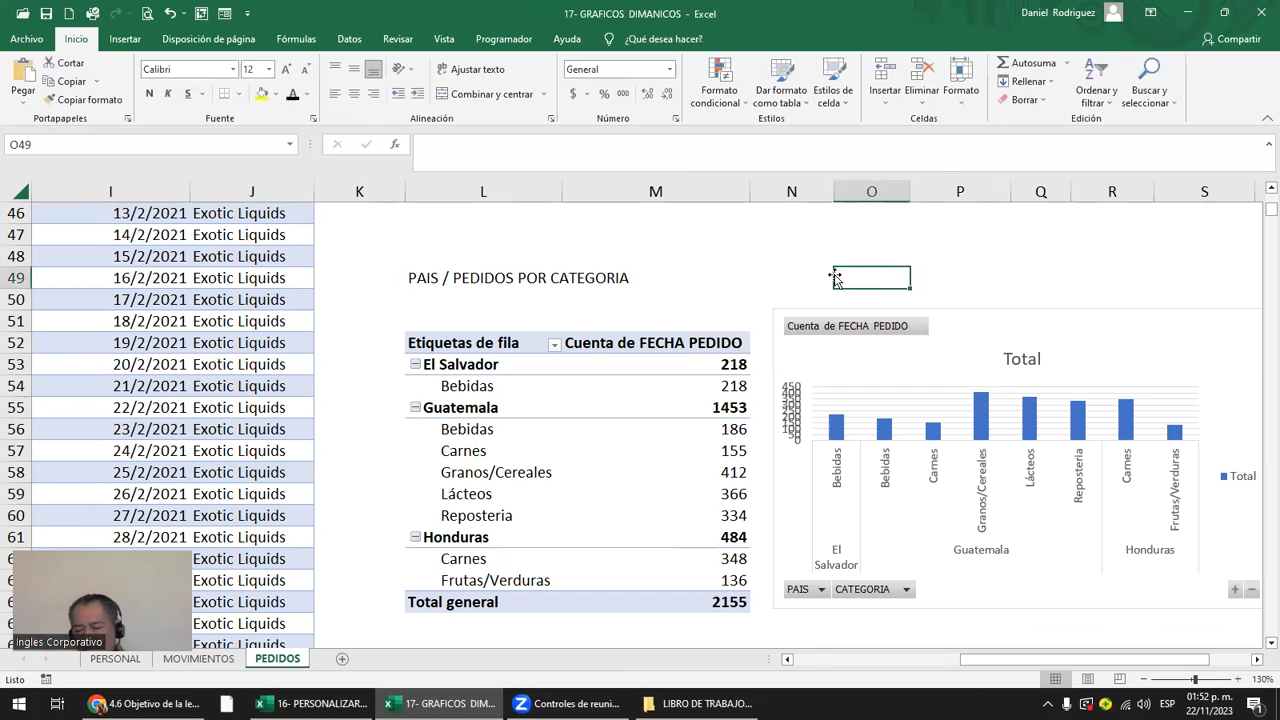 17- GRAFICOS DIMANICOS - Excel
Daniel Rodriguez
Archivo Inicio Insertar Disposición de página Fórmulas Datos Revisar Vista Programador Ayuda ¿Qué desea hacer? Compartir
Pegar
Cortar
Copiar
Copiar formato
Calibri 12
N K S
Ajustar texto
Combinar y centrar
General
$ % 000
Formato condicional
Dar formato como tabla
Estilos de celda
Insertar Eliminar Formato
Autosuma
Rellenar
Borrar
Ordenar y filtrar
Buscar y seleccionar
Portapapeles Fuente Alineación Número Estilos Celdas Edición
O49 fx
I J K L M N O P Q R S
46 13/2/2021 Exotic Liquids
47 14/2/2021 Exotic Liquids
48 15/2/2021 Exotic Liquids
49 16/2/2021 Exotic Liquids PAIS / PEDIDOS POR CATEGORIA
50 17/2/2021 Exotic Liquids
51 18/2/2021 Exotic Liquids
52 19/2/2021 Exotic Liquids Etiquetas de fila Cuenta de FECHA PEDIDO
53 20/2/2021 Exotic Liquids El Salvador 218
54 21/2/2021 Exotic Liquids Bebidas 218
55 22/2/2021 Exotic Liquids Guatemala 1453
56 23/2/2021 Exotic Liquids Bebidas 186
57 24/2/2021 Exotic Liquids Carnes 155
58 25/2/2021 Exotic Liquids Granos/Cereales 412
59 26/2/2021 Exotic Liquids Lácteos 366
60 27/2/2021 Exotic Liquids Reposteria 334
61 28/2/2021 Exotic Liquids Honduras 484
Exotic Liquids Carnes 348
Exotic Liquids Frutas/Verduras 136
Exotic Liquids Total general 2155
Exotic Liquids
Cuenta de FECHA PEDIDO
Total
450
400
350
300
250
200
150
100
50
0
Bebidas Bebidas Carnes Granos/Cereales Lácteos Reposteria Carnes Frutas/Verduras
El Salvador Guatemala Honduras
Total
PAIS CATEGORIA
Ingles Corporativo
PERSONAL MOVIMIENTOS PEDIDOS
Listo 130%
4.6 Objetivo de la le... 16- PERSONALIZAR... 17- GRAFICOS DIM... Controles de reuni... LIBRO DE TRABAJO...
ESP
01:52 p. m.
22/11/2023